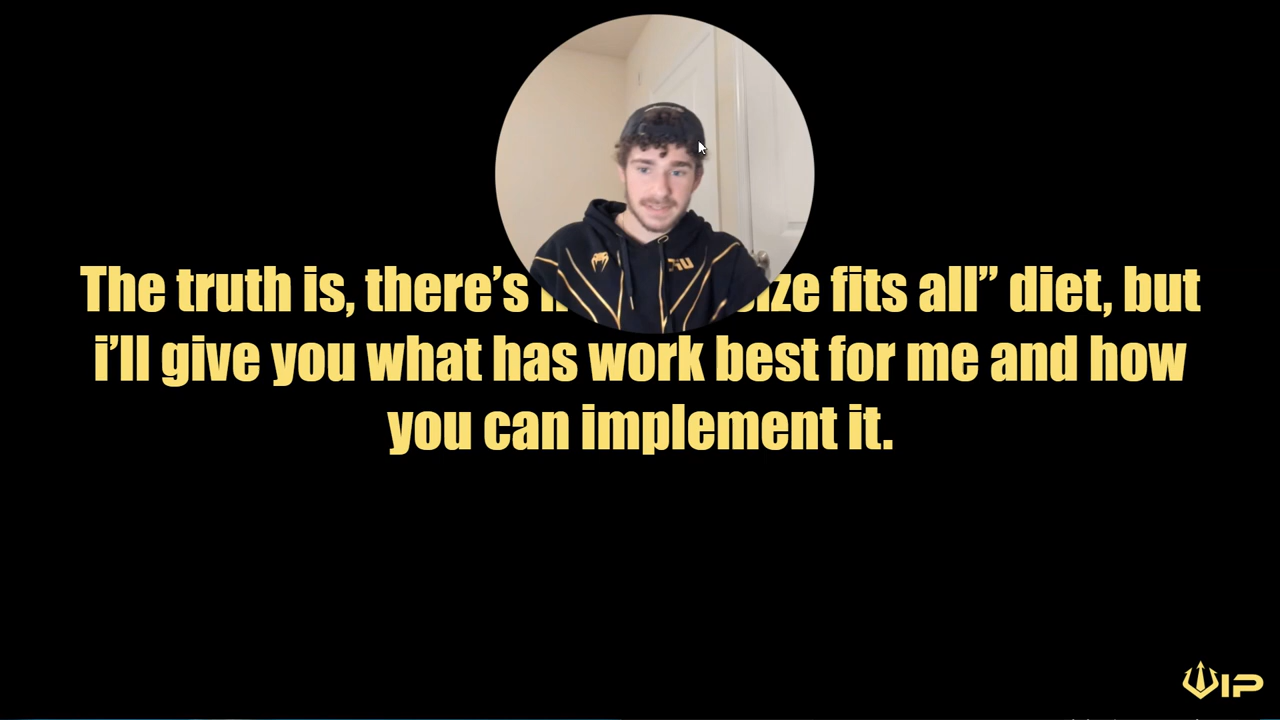 The truth is, there’s size fits all” diet, but
i’ll give you what has work best for me and how
you can implement it.
VIP